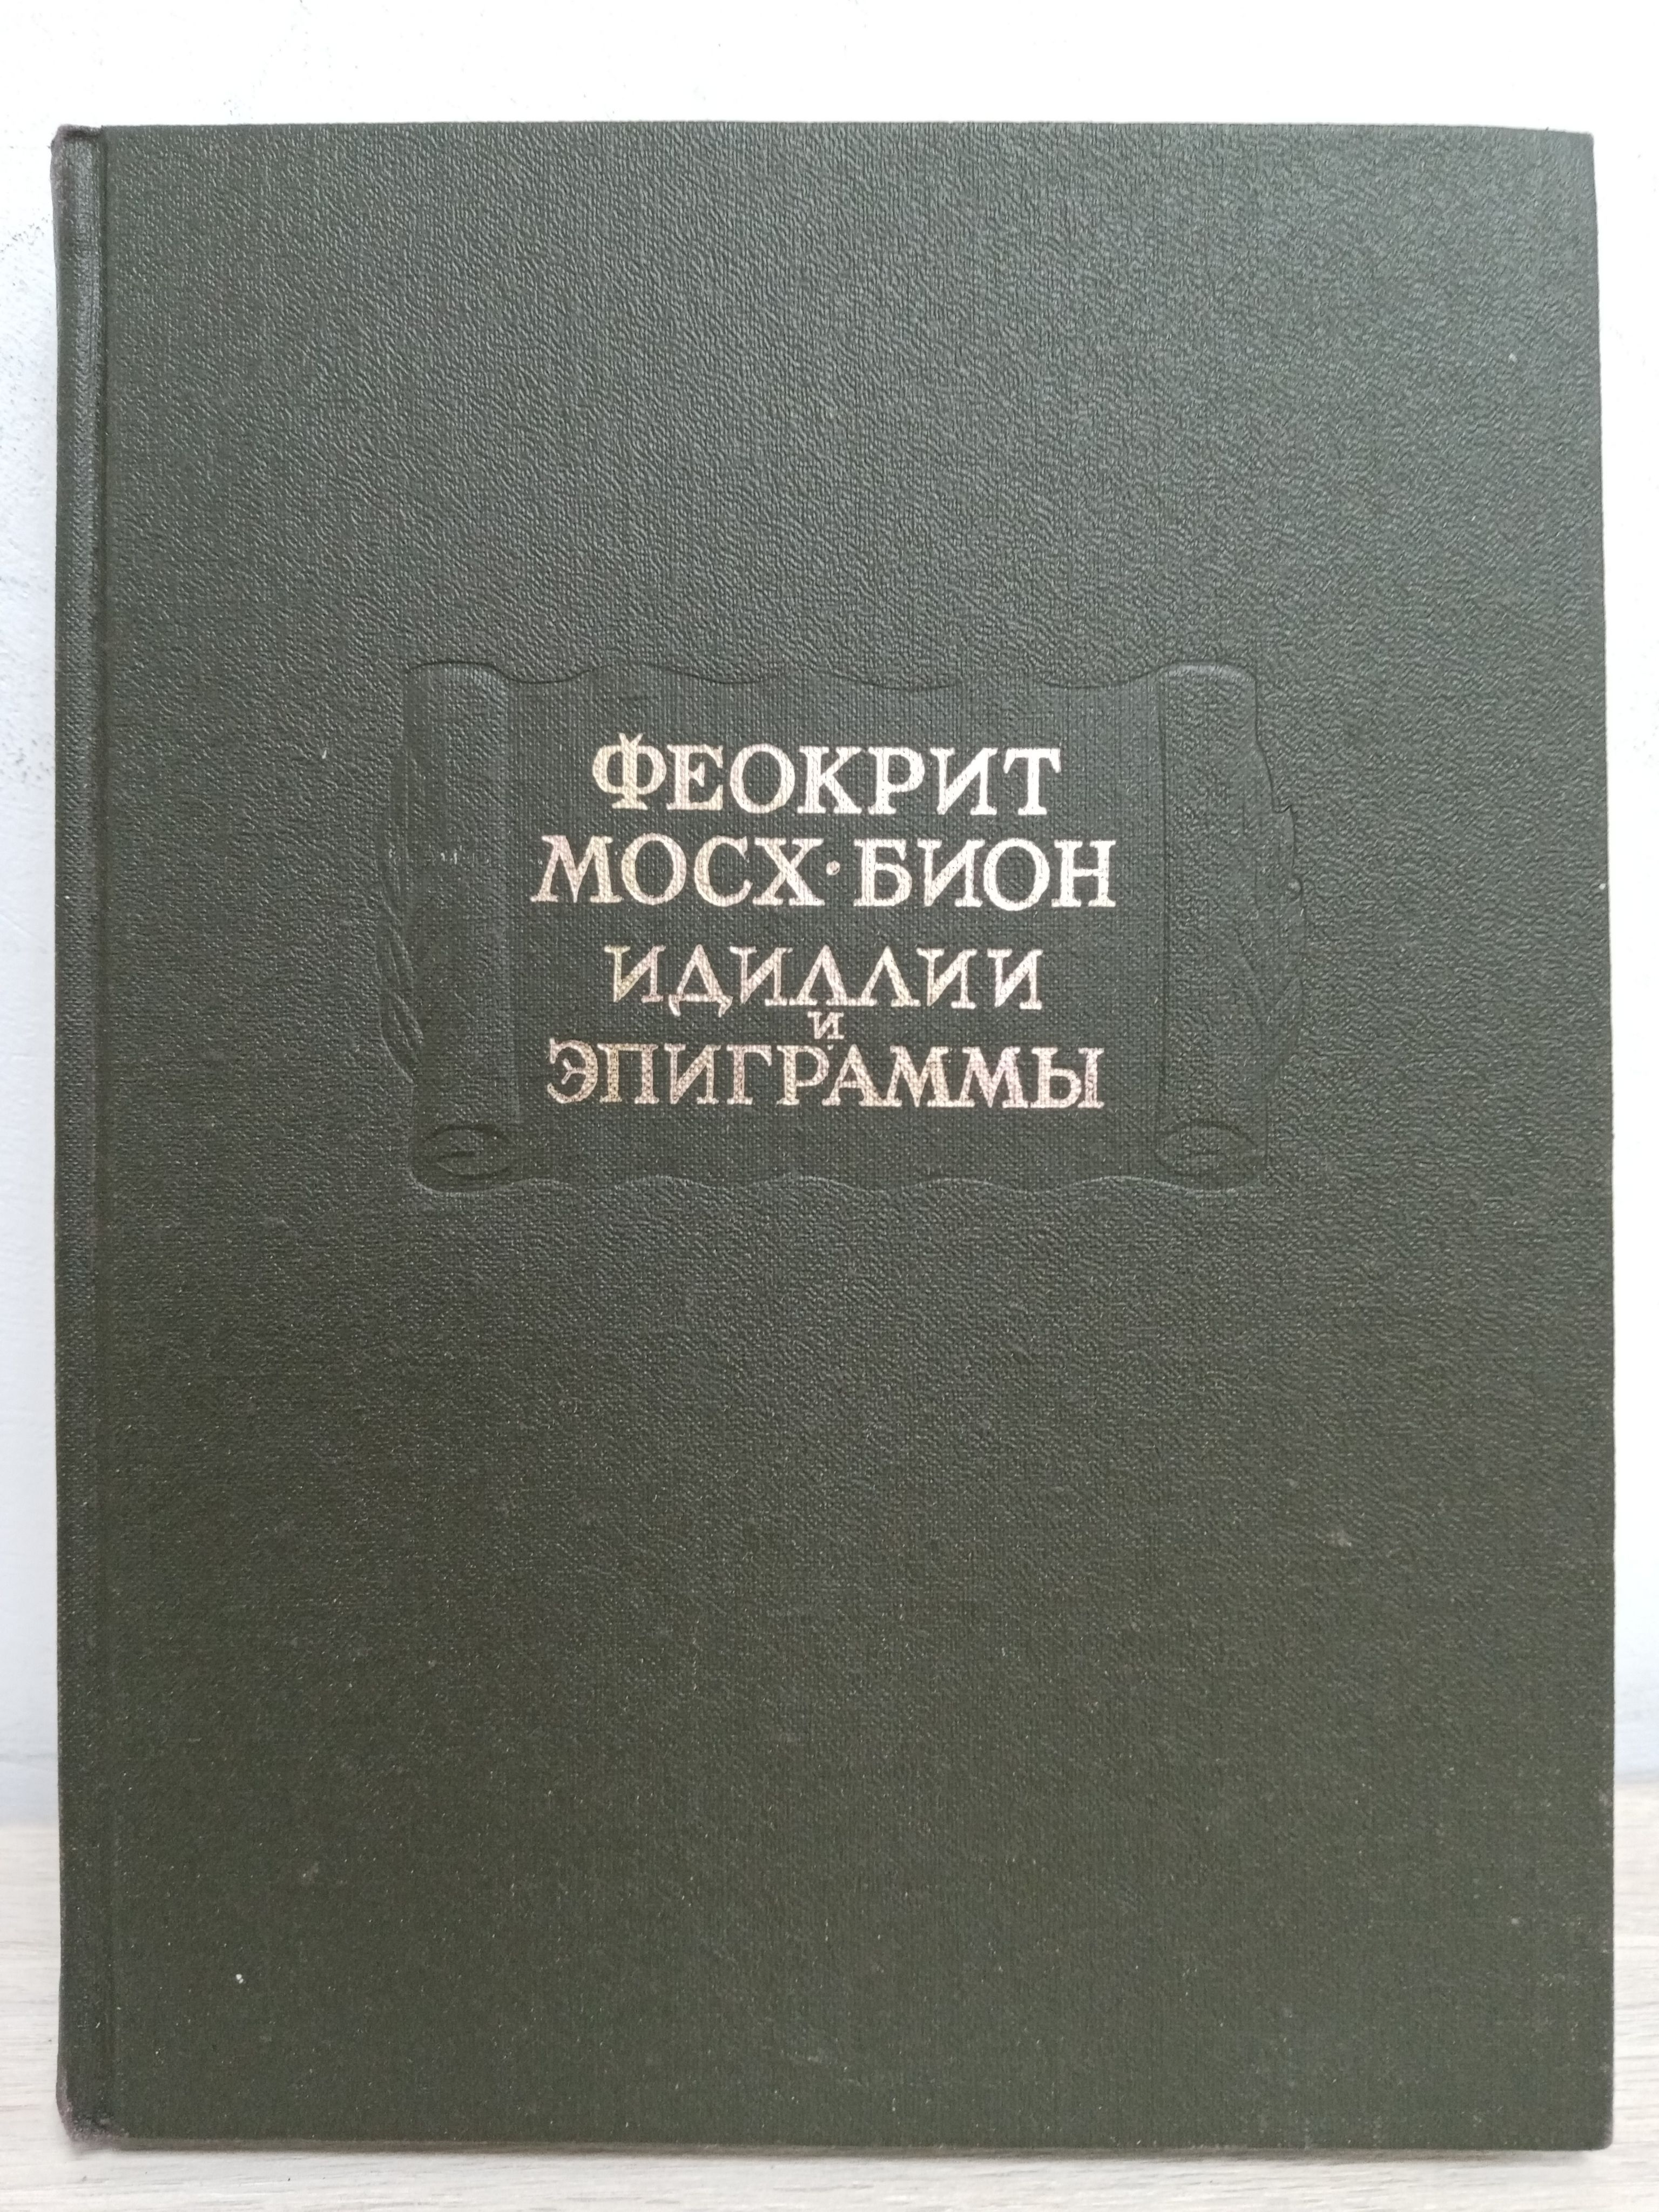 ФЕОКРИТ
МОСХ·БИОН
ИДИЛЛИИ
И
ЭПИГРАММЫ